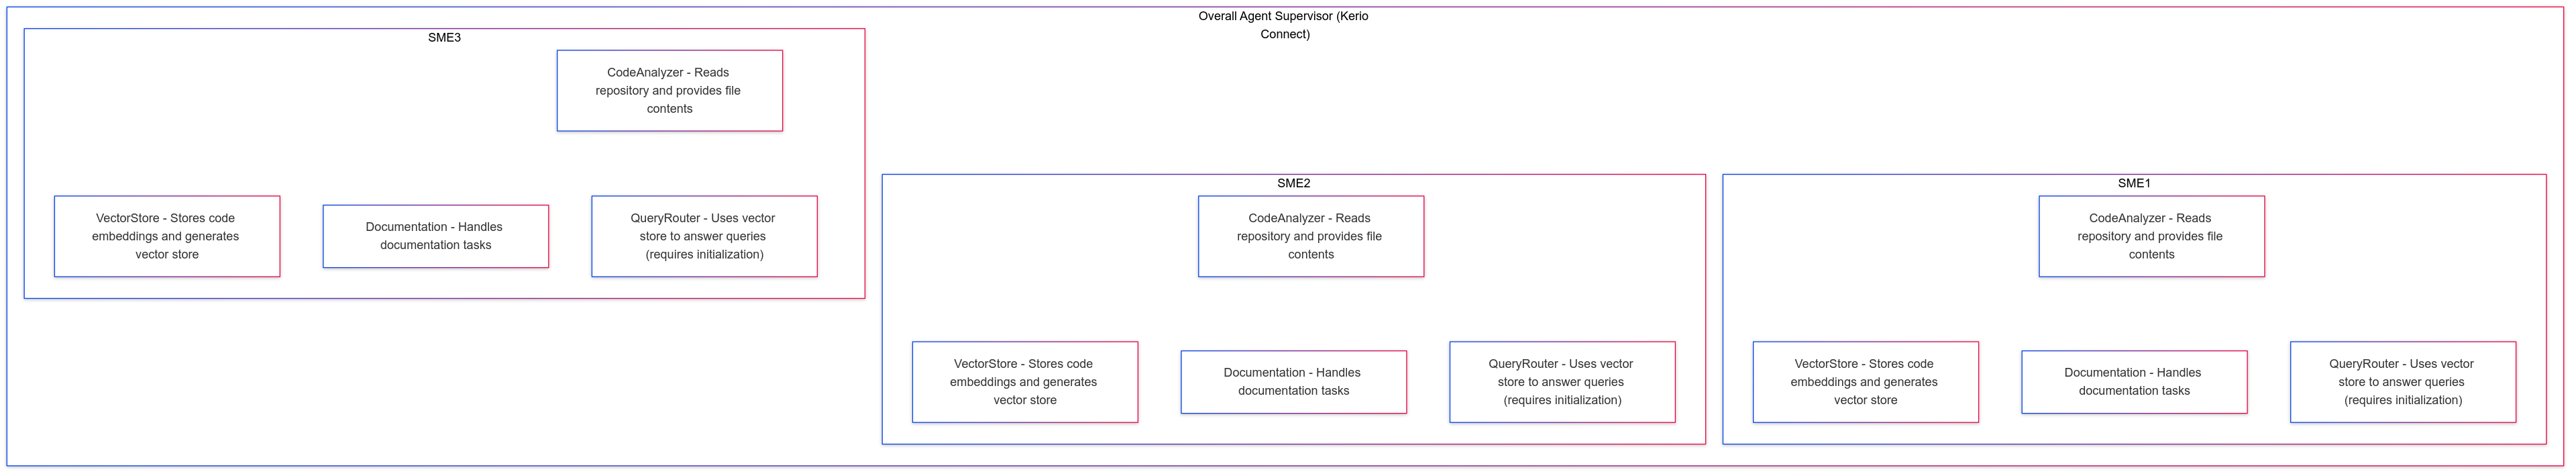 Overall Agent Supervisor (Kerio
Connect)
SME3
CodeAnalyzer - Reads
repository and provides file
contents
VectorStore - Stores code
embeddings and generates
vector store
Documentation - Handles
documentation tasks
QueryRouter - Uses vector
store to answer queries
(requires initialization)
SME2
CodeAnalyzer - Reads
repository and provides file
contents
VectorStore - Stores code
embeddings and generates
vector store
Documentation - Handles
documentation tasks
QueryRouter - Uses vector
store to answer queries
(requires initialization)
SME1
CodeAnalyzer - Reads
repository and provides file
contents
VectorStore - Stores code
embeddings and generates
vector store
Documentation - Handles
documentation tasks
QueryRouter - Uses vector
store to answer queries
(requires initialization)